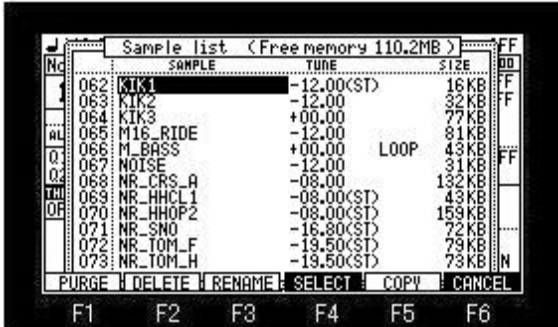 Sample list (Free memory 110.2MB)
SAMPLE TUNE SIZE
062 KIK1 -12.00(ST) 16KB
063 KIK2 -12.00 32KB
064 KIK3 +00.00 77KB
065 M16_RIDE -12.00 81KB
066 M_BASS +00.00 LOOP 43KB
067 NOISE -12.00 31KB
068 NR_CRS_A -08.00 132KB
069 NR_HHCL1 -08.00(ST) 43KB
070 NR_HHOP2 -08.00(ST) 159KB
071 NR_SNO -16.80(ST) 72KB
072 NR_TOM_F -19.50(ST) 79KB
073 NR_TOM_H -19.50(ST) 73KB
PURGE DELETE RENAME SELECT COPY CANCEL
F1 F2 F3 F4 F5 F6